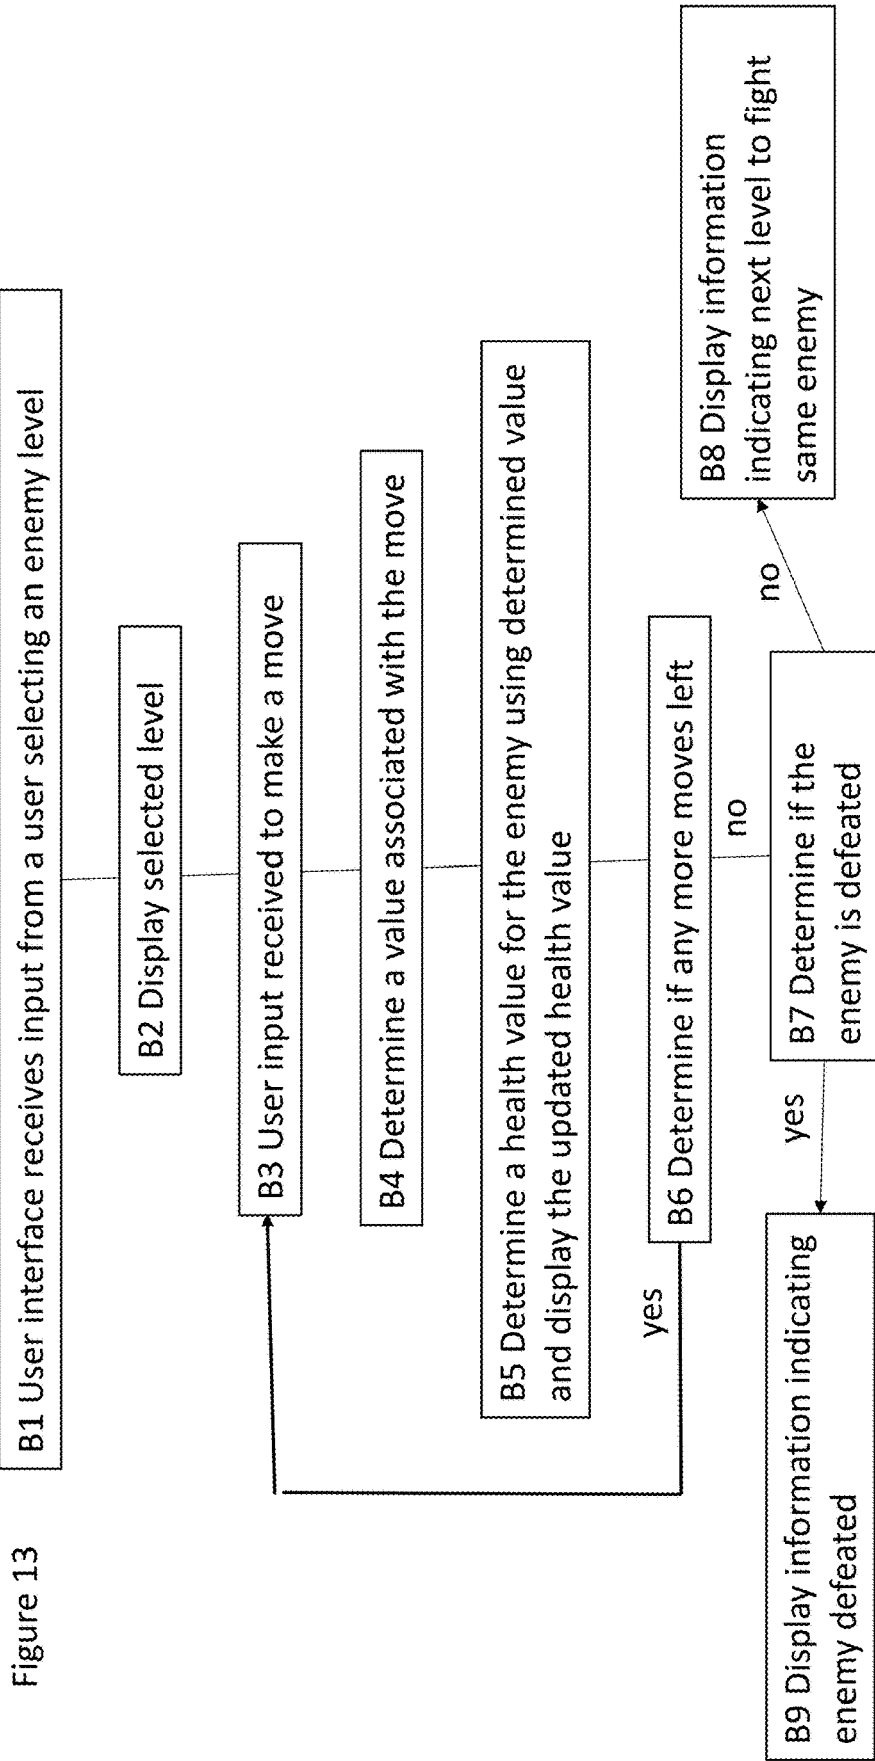 Figure 13
B1 User interface receives input from a user selecting an enemy level
B2 Display selected level
B3 User input received to make a move
B4 Determine a value associated with the move
B5 Determine a health value for the enemy using determined value
and display the updated health value
B6 Determine if any more moves left
yes
no
B7 Determine if the
enemy is defeated
yes
no
B9 Display information indicating
enemy defeated
B8 Display information
indicating next level to fight
same enemy